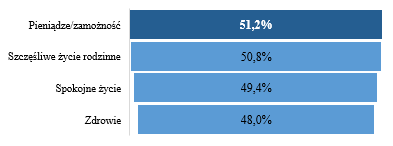 Pieniądze/zamożność 51,2%
Szczęśliwe życie rodzinne 50,8%
Spokojne życie 49,4%
Zdrowie 48,0%